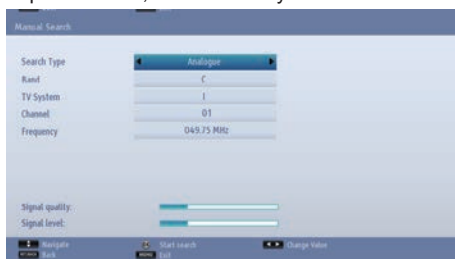 Manual Search
Search Type Analogue
Band C
TV System I
Channel 01
Frequency 049.75 MHz
Signal quality:
Signal level:
Navigate Start search Change Value
Back MENU Exit